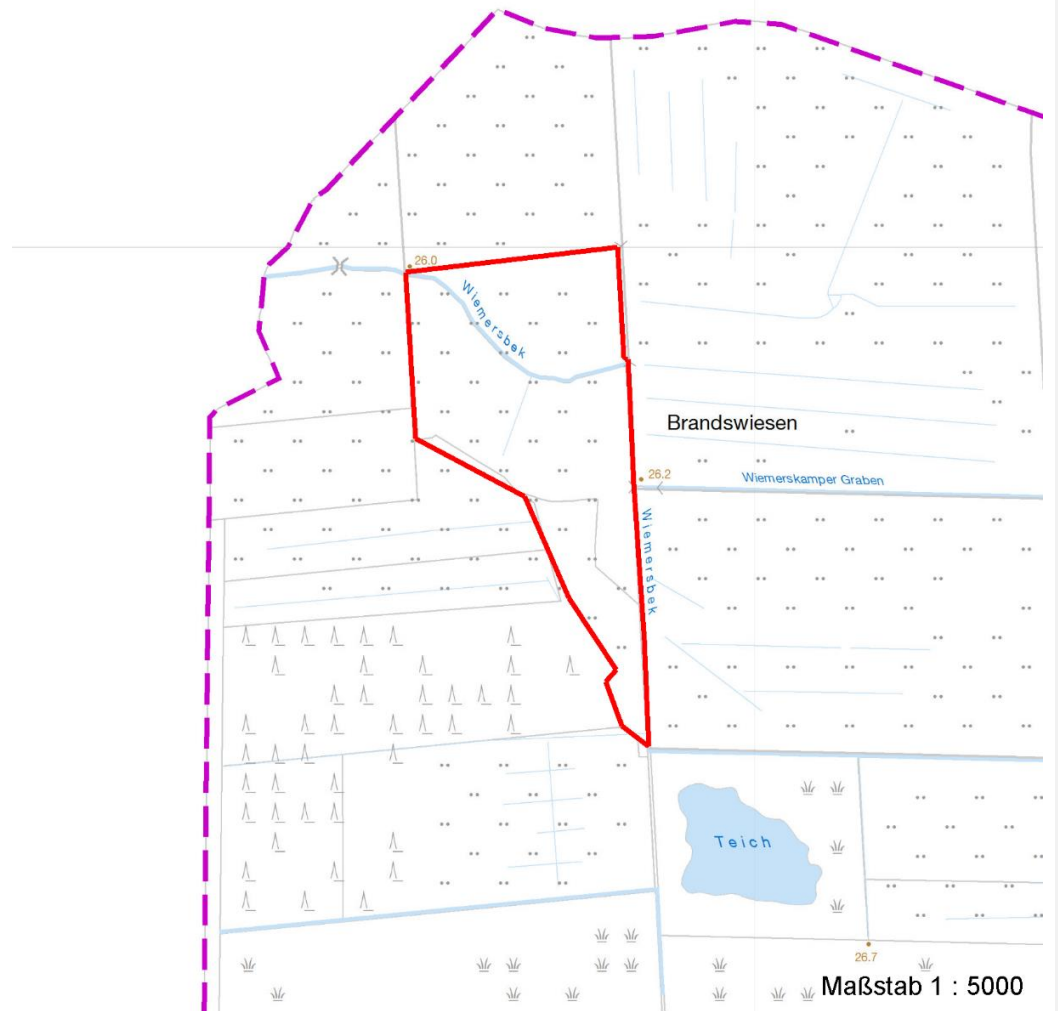 26.0
Wiemersbek
Brandswiesen
26.2
Wiemerskamper Graben
Wiemersbek
Teich
26.7
Maßstab 1 : 5000